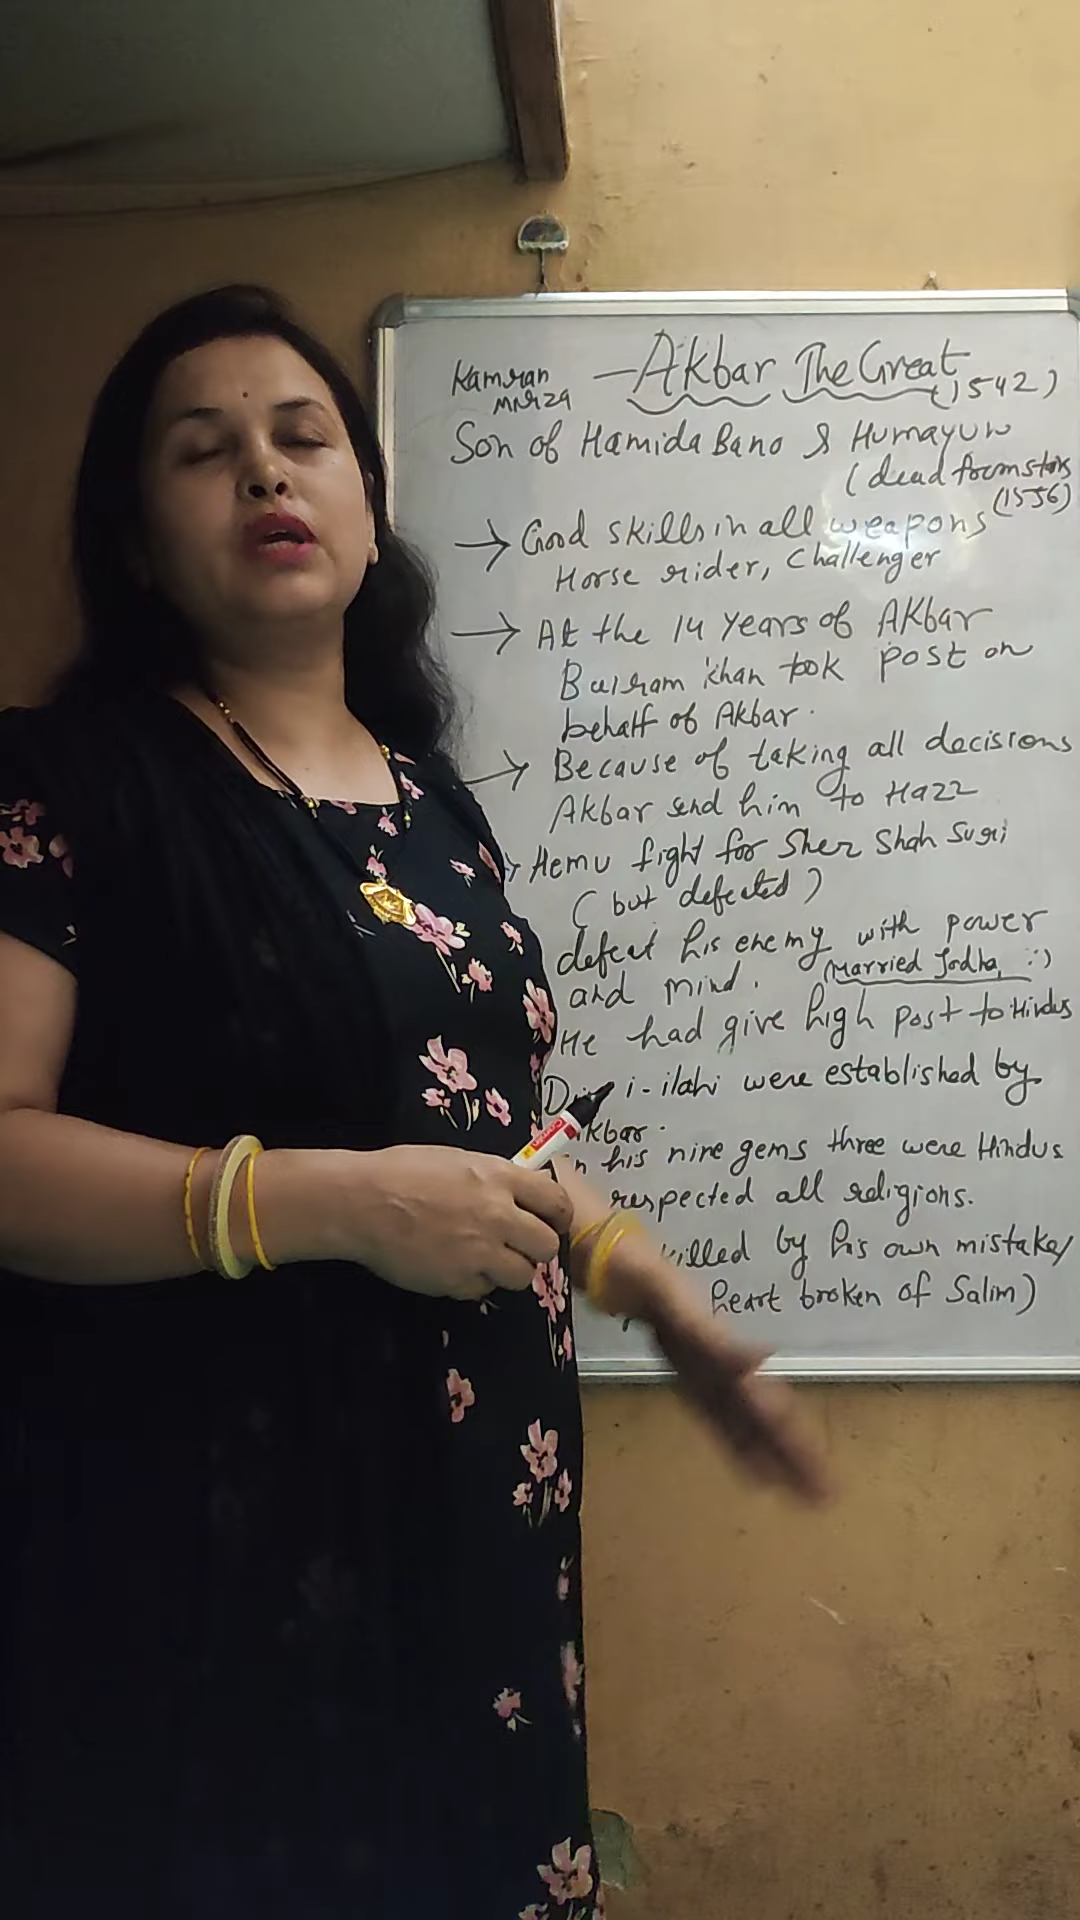 Kamran
Mirza
Akbar The Great
(1542)
Son of Hamida Bano & Humayun
(dead form stairs
(1556)
→ Good skills in all weapons
Horse rider, Challenger
→ At the 14 years of Akbar
Bairam khan took post on
behalf of Akbar.
→ Because of taking all decisions
Akbar send him to Hazz
Hemu fight for Sher Shah Suri
(but defeated)
defeat his enemy with power
and mind. (Married Jodha :)
He had give high post to Hindus
i-ilahi were established by
kbar.
n his nine gems three were Hindus
respected all religions.
killed by his own mistake/
heart broken of Salim)
Camlin